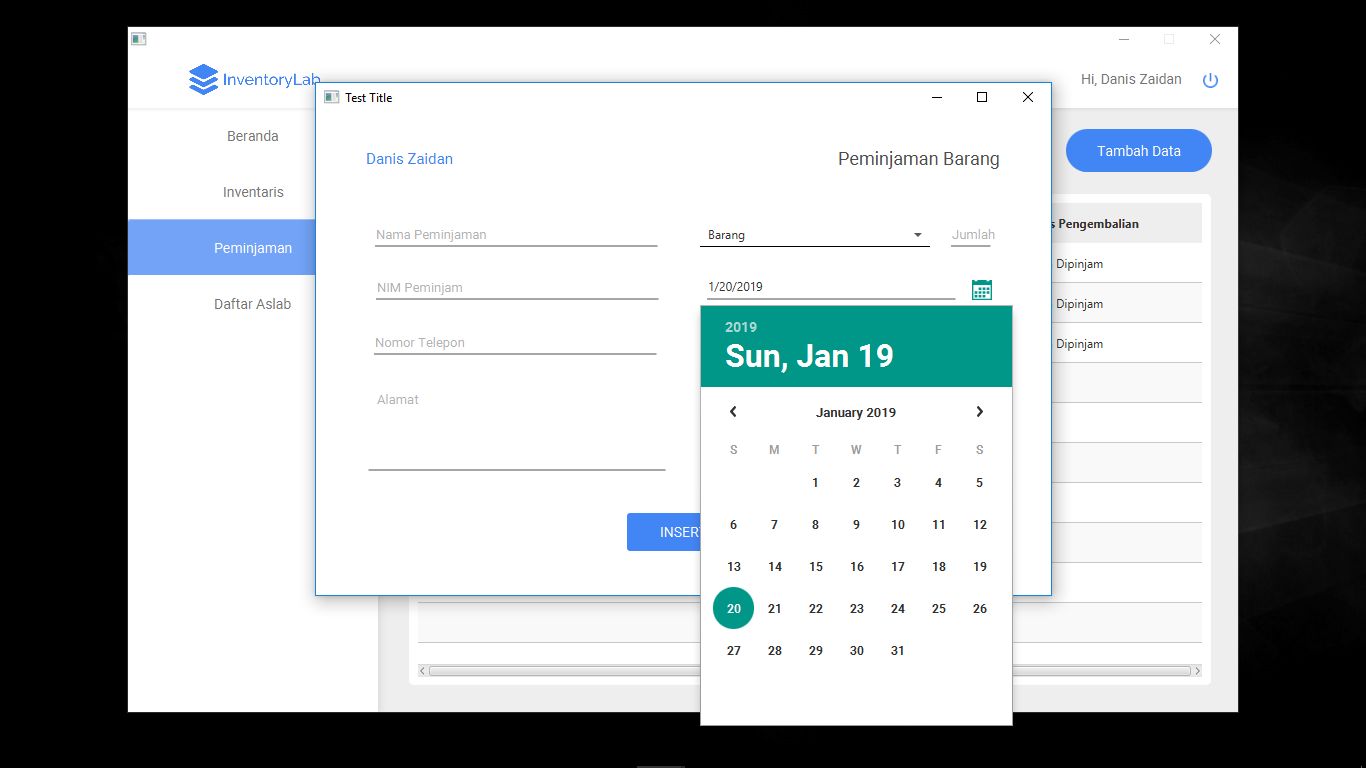 InventoryLab
Hi, Danis Zaidan
Test Title
Beranda
Inventaris
Peminjaman
Daftar Aslab
Danis Zaidan
Peminjaman Barang
Tambah Data
Nama Peminjaman
Barang
Jumlah
NIM Peminjam
1/20/2019
Nomor Telepon
Alamat
INSER
Pengembalian
Dipinjam
Dipinjam
Dipinjam
2019
Sun, Jan 19
January 2019
S M T W T F S
1 2 3 4 5
6 7 8 9 10 11 12
13 14 15 16 17 18 19
20 21 22 23 24 25 26
27 28 29 30 31